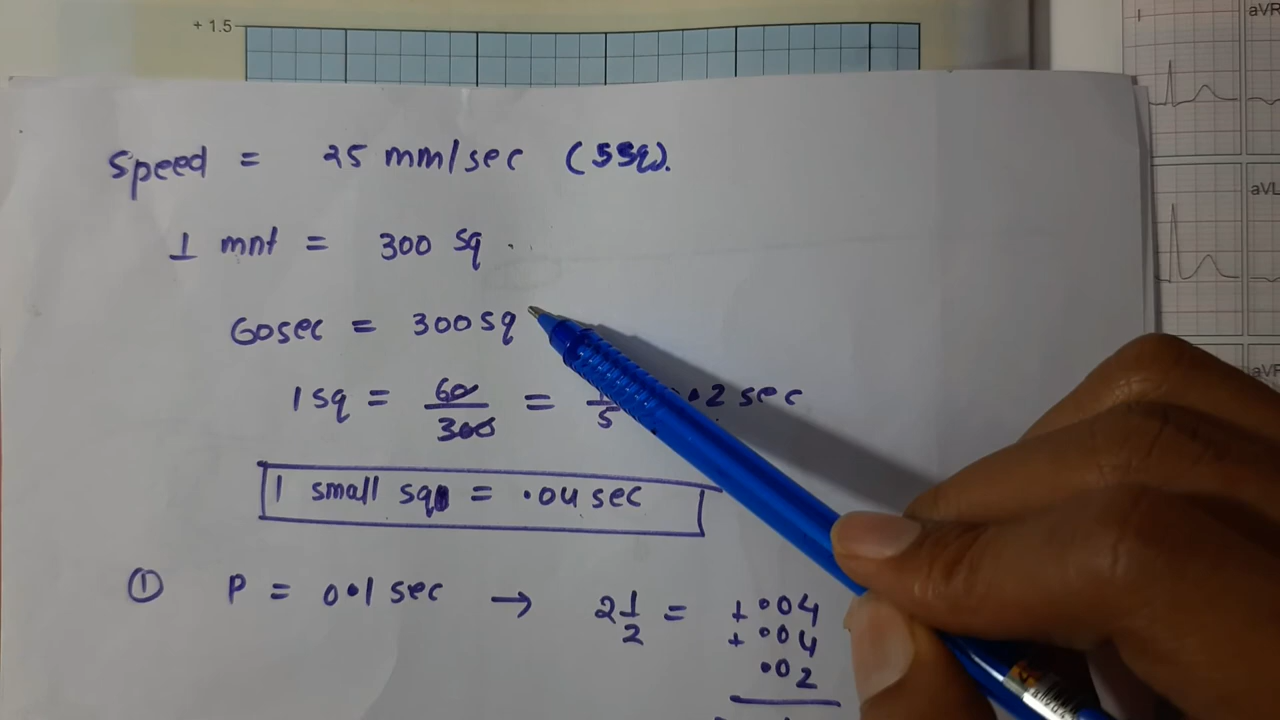 + 1.5
aVR
Speed = 25 mm/sec (5 Sq).
aVL
1 mnt = 300 Sq .
60sec = 300 Sq
aVF
1 Sq = 60/300 = 1/5 .2 sec
1 small sq = .04 sec
① P = 0.1 sec → 2 1/2 = + .04
+ .04
.02